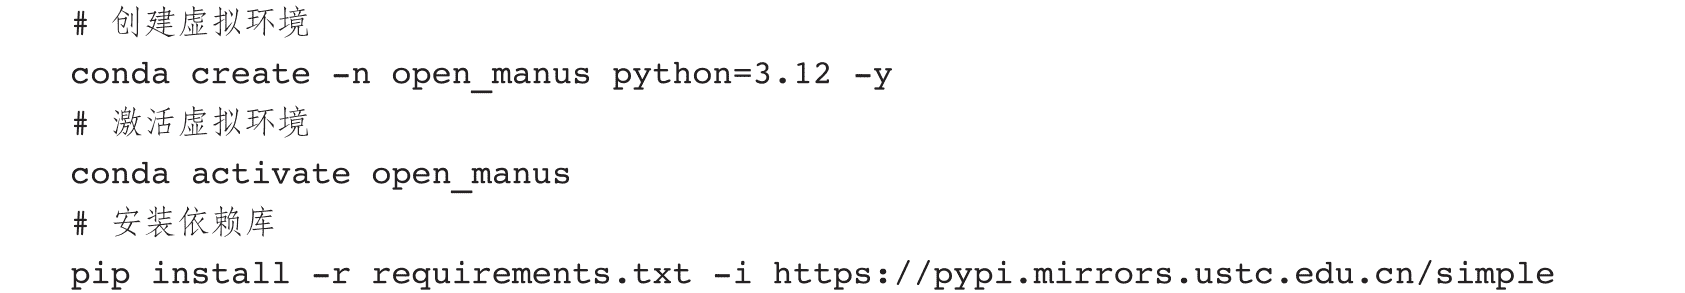 # 创建虚拟环境
conda create -n open_manus python=3.12 -y
# 激活虚拟环境
conda activate open_manus
# 安装依赖库
pip install -r requirements.txt -i https://pypi.mirrors.ustc.edu.cn/simple